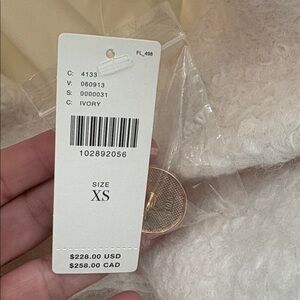 FL_498
C: 4133
V: 060913
S: 0000031
C: IVORY
102892056
SIZE
XS
$228.00 USD
$258.00 CAD